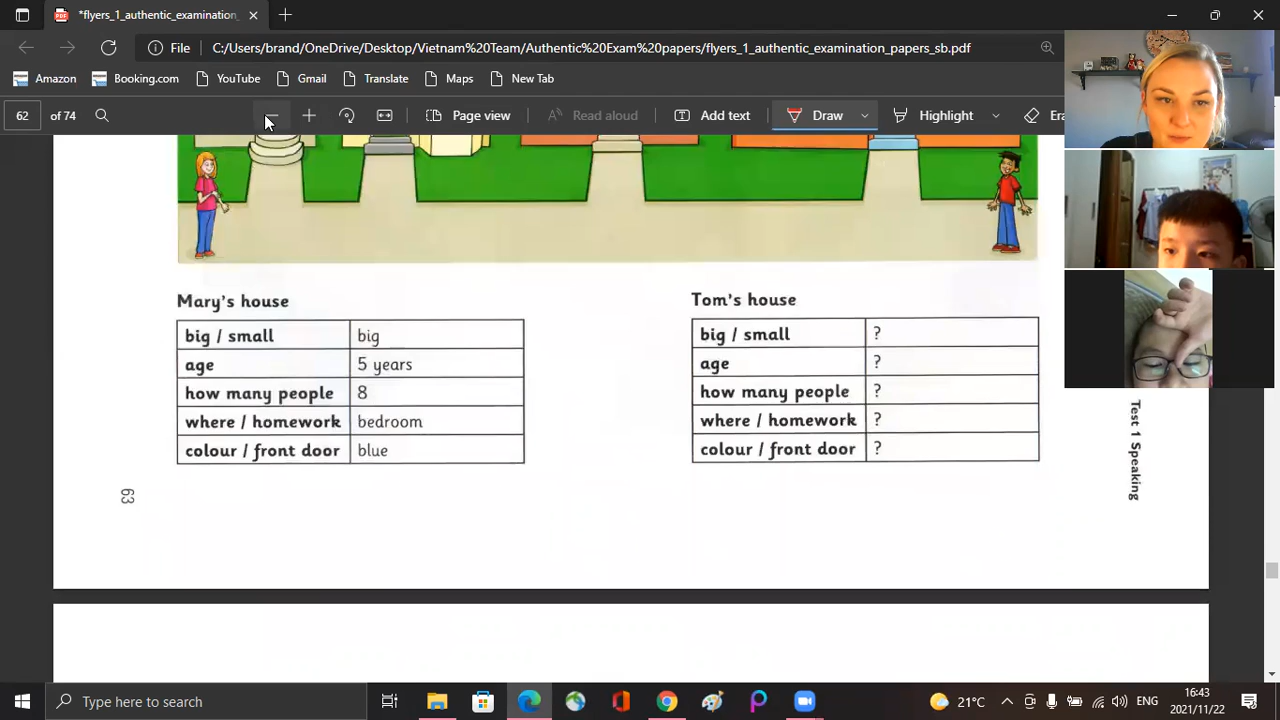 *flyers_1_authentic_examination_
File
C:/Users/brand/OneDrive/Desktop/Vietnam%20Team/Authentic%20Exam%20papers/flyers_1_authentic_examination_papers_sb.pdf
Amazon
Booking.com
YouTube
Gmail
Translate
Maps
New Tab
62 of 74
Page view
Read aloud
Add text
Draw
Highlight
Era
Mary's house
big / small big
age 5 years
how many people 8
where / homework bedroom
colour / front door blue
Tom's house
big / small ?
age ?
how many people ?
where / homework ?
colour / front door ?
63
Test 1 Speaking
Type here to search
21°C
ENG
16:43
2021/11/22